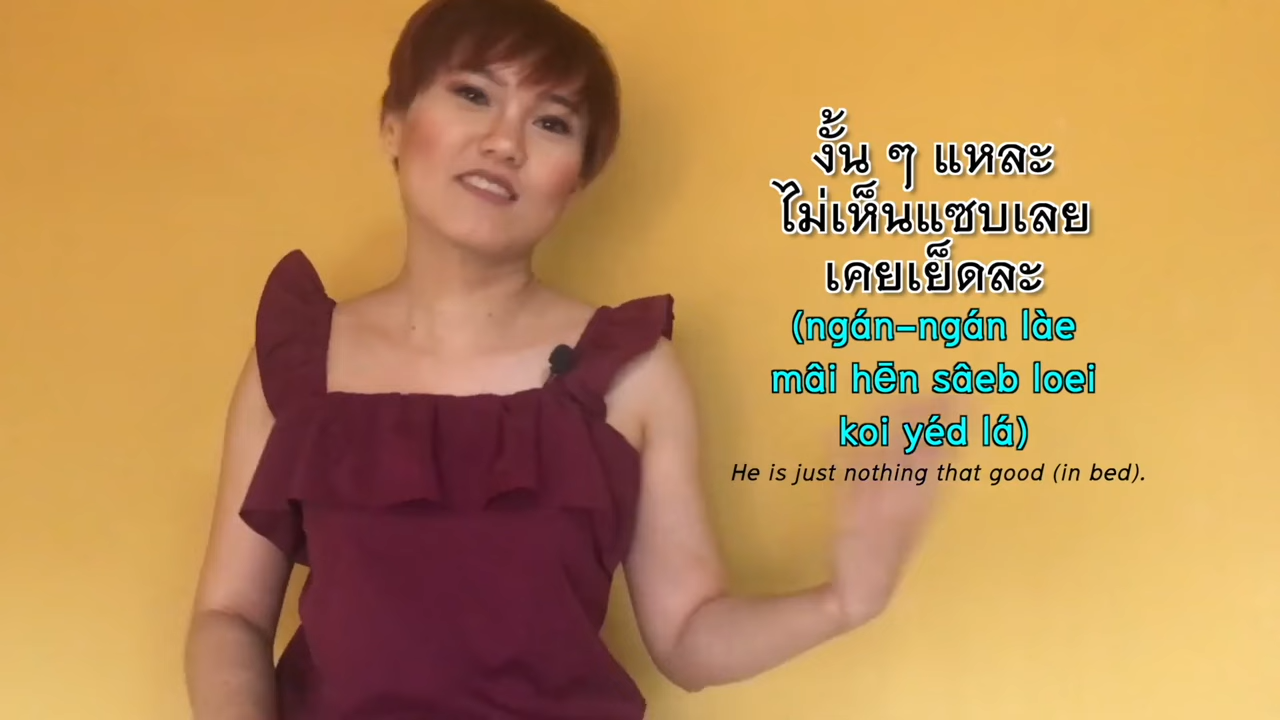 งั้น ๆ แหละ
ไม่เห็นแซบเลย
เคยเย็ดละ
(ngán-ngán làe
mâi hēn sâeb loei
koi yéd lá)
He is just nothing that good (in bed).